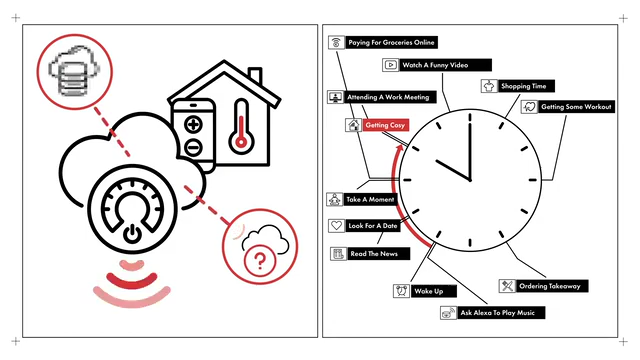 Paying For Groceries Online
Watch A Funny Video
Shopping Time
Attending A Work Meeting
Getting Some Workout
Getting Cosy
Take A Moment
Look For A Date
Read The News
Wake Up
Ordering Takeaway
Ask Alexa To Play Music
?